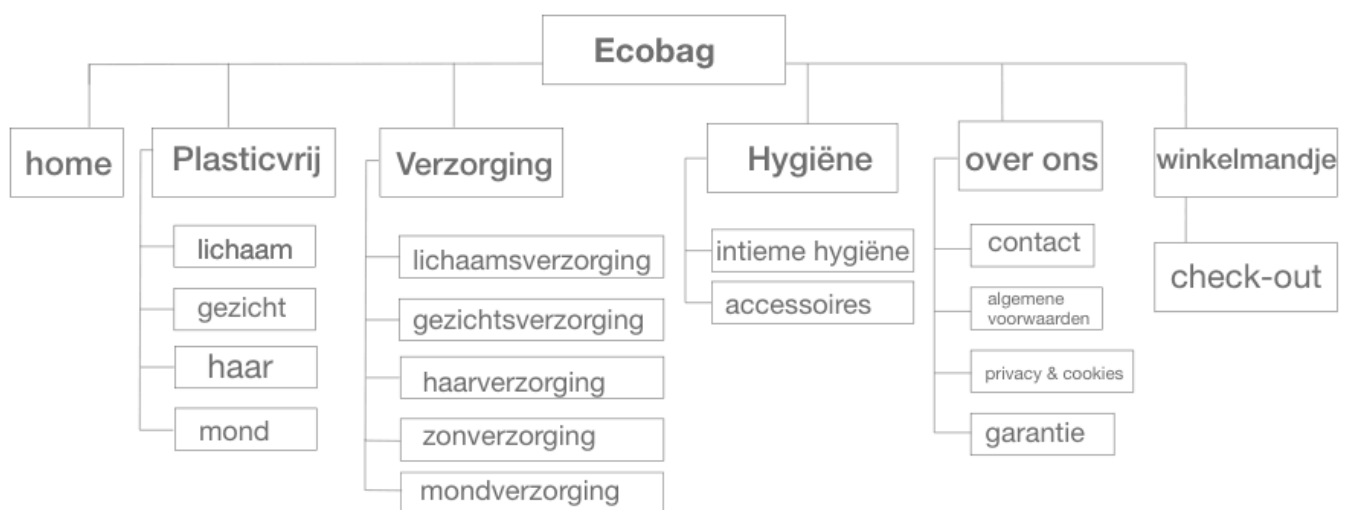 Ecobag
home
Plasticvrij
Verzorging
Hygiëne
over ons
winkelmandje
lichaam
gezicht
haar
mond
lichaamsverzorging
gezichtsverzorging
haarverzorging
zonverzorging
mondverzorging
intieme hygiëne
accessoires
contact
algemene
voorwaarden
privacy & cookies
garantie
check-out